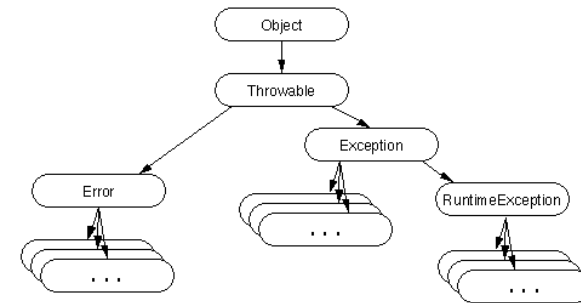 Object
Throwable
Exception
Error
RuntimeException
...
...
...